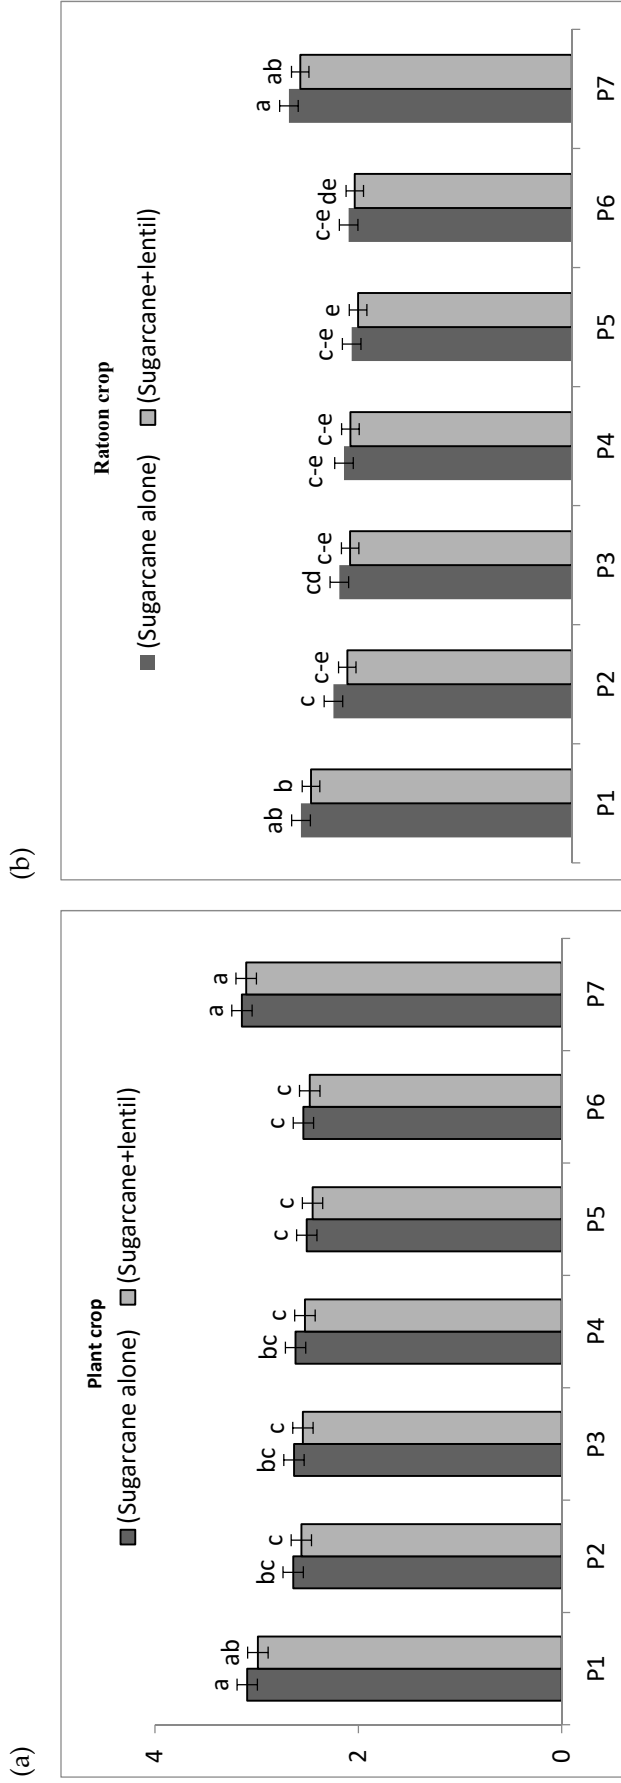 (a)
Plant crop
(Sugarcane alone) (Sugarcane+lentil)
4
2
0
a ab bc c bc c bc c c c c c a a
P1 P2 P3 P4 P5 P6 P7
(b)
Ratoon crop
(Sugarcane alone) (Sugarcane+lentil)
ab b c c-e cd c-e c-e c-e c-e e c-e de a ab
P1 P2 P3 P4 P5 P6 P7